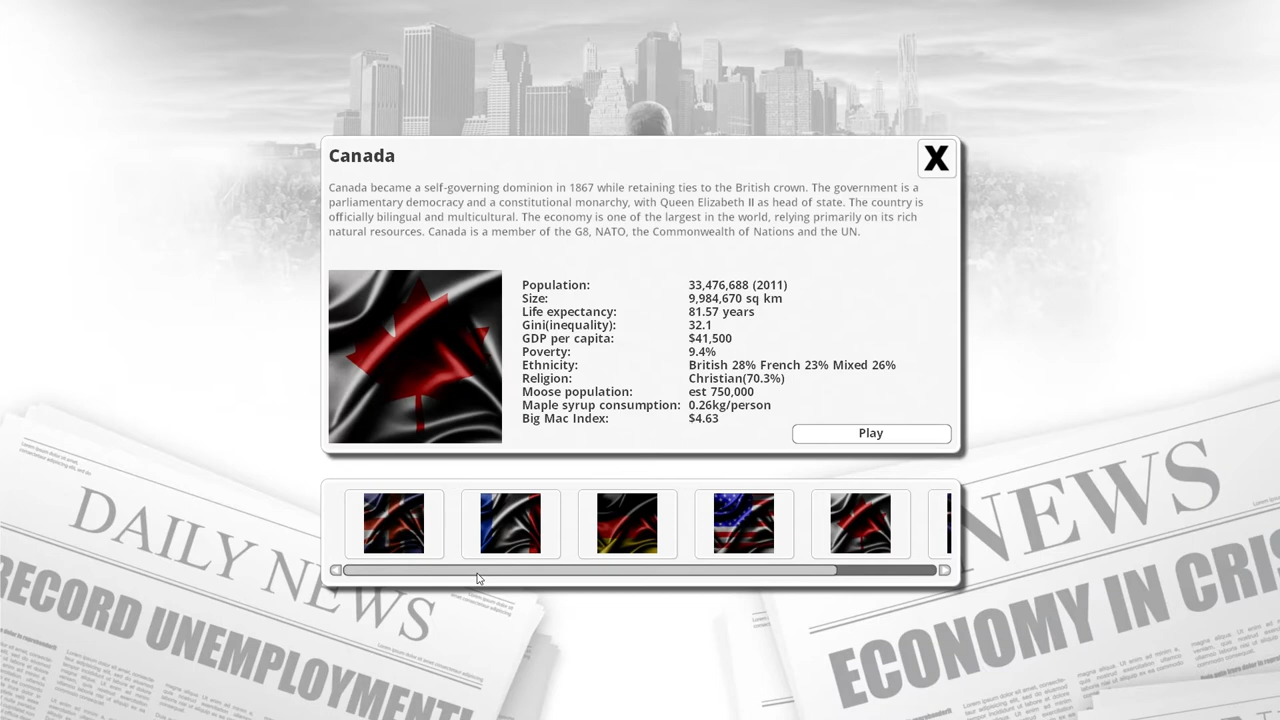 Canada
X
Canada became a self-governing dominion in 1867 while retaining ties to the British crown. The government is a
parliamentary democracy and a constitutional monarchy, with Queen Elizabeth II as head of state. The country is
officially bilingual and multicultural. The economy is one of the largest in the world, relying primarily on its rich
natural resources. Canada is a member of the G8, NATO, the Commonwealth of Nations and the UN.
Population: 33,476,688 (2011)
Size: 9,984,670 sq km
Life expectancy: 81.57 years
Gini(inequality): 32.1
GDP per capita: $41,500
Poverty: 9.4%
Ethnicity: British 28% French 23% Mixed 26%
Religion: Christian(70.3%)
Moose population: est 750,000
Maple syrup consumption: 0.26kg/person
Big Mac Index: $4.63
Play
DAILY NEWS
RECORD UNEMPLOYMENT!
NEWS
ECONOMY IN CRIS